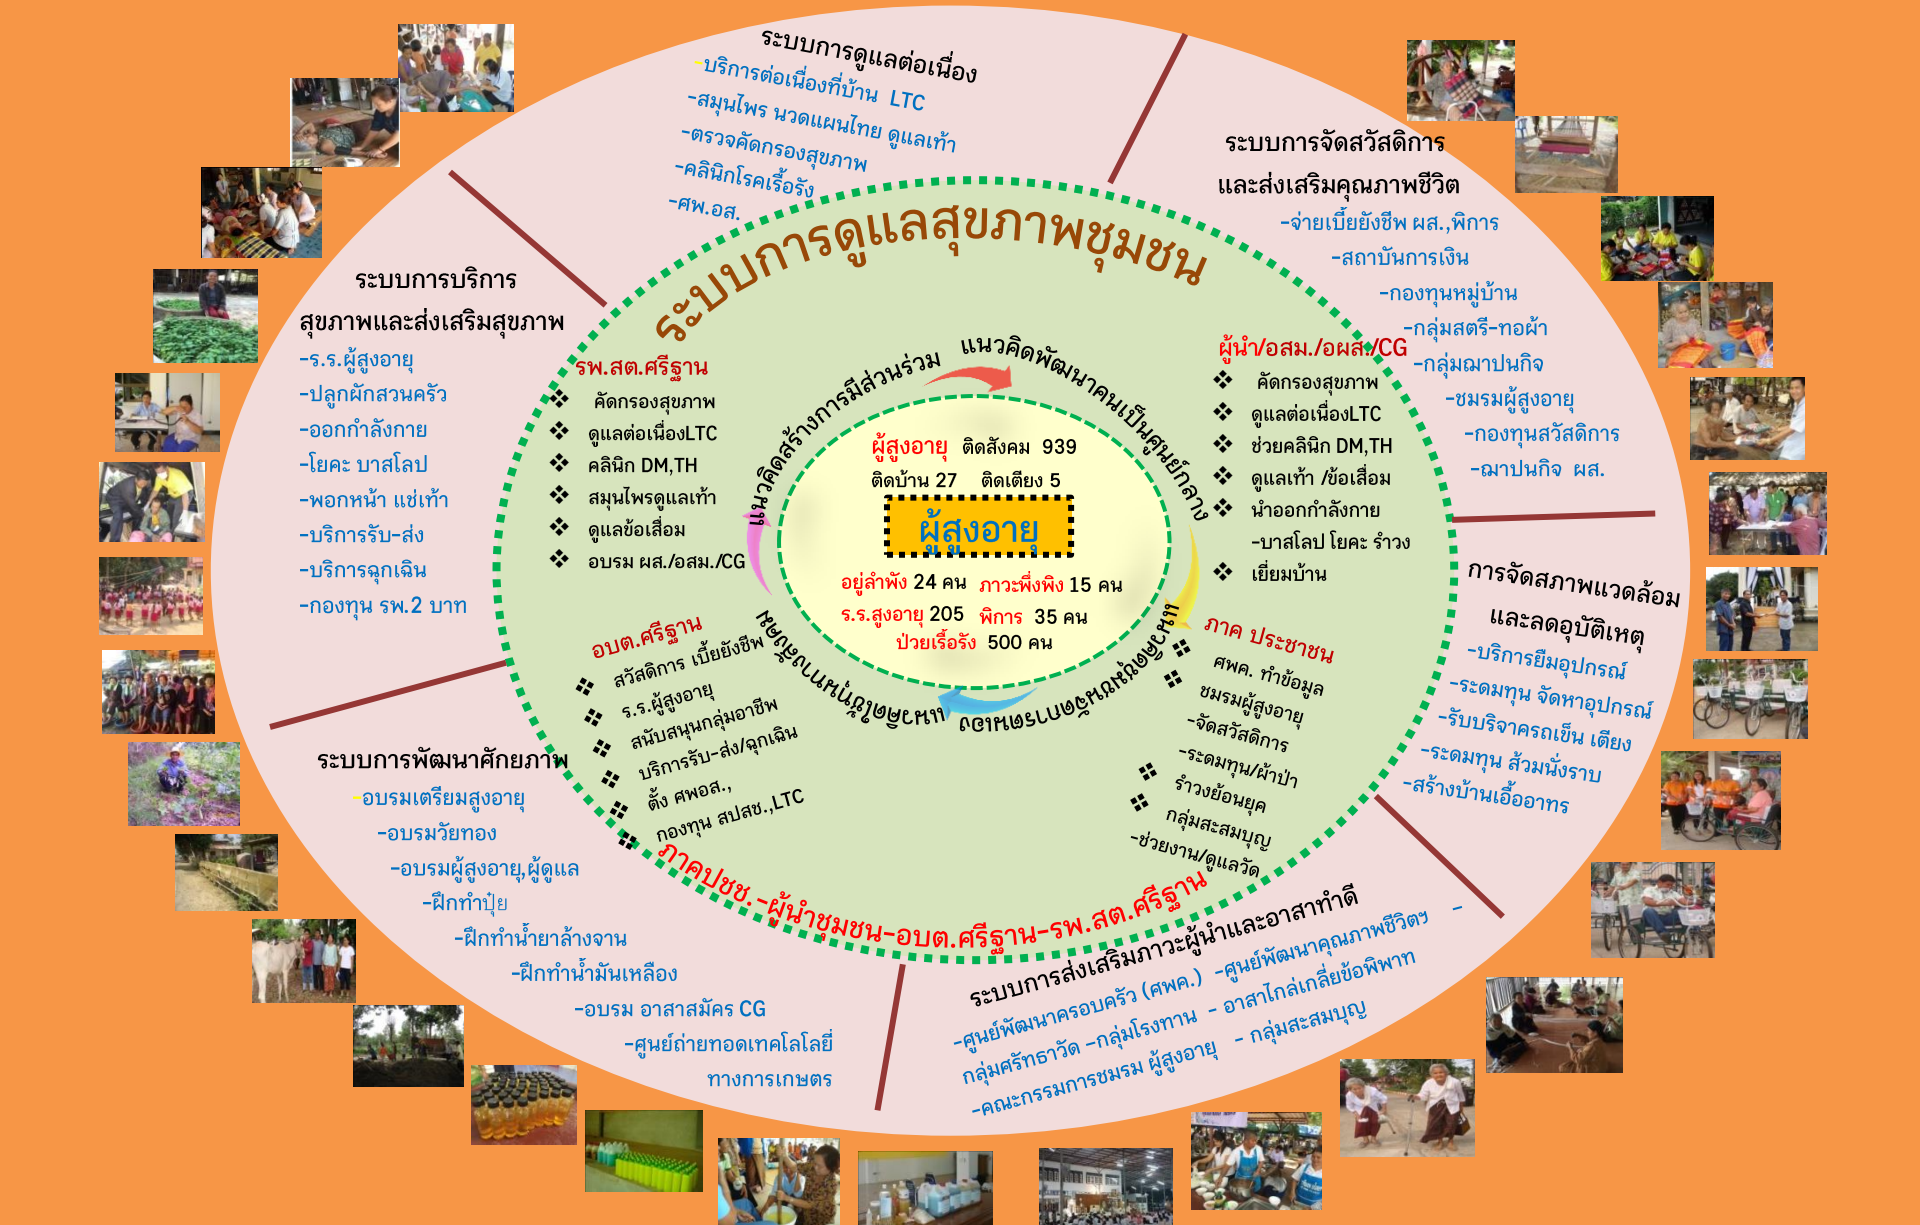 ระบบการดูแลต่อเนื่อง
-บริการต่อเนื่องที่บ้าน LTC
-สมุนไพร นวดแผนไทย ดูแลเท้า
-ตรวจคัดกรองสุขภาพ
-คลินิกโรคเรื้อรัง
-ศพ.อส.
ระบบการจัดสวัสดิการ
และส่งเสริมคุณภาพชีวิต
-จ่ายเบี้ยยังชีพ ผส.,พิการ
-สถาบันการเงิน
-กองทุนหมู่บ้าน
-กลุ่มสตรี-ทอผ้า
-กลุ่มฌาปนกิจ
-ชมรมผู้สูงอายุ
-กองทุนสวัสดิการ
-ฌาปนกิจ ผส.
การจัดสภาพแวดล้อม
และลดอุบัติเหตุ
-บริการยืมอุปกรณ์
-ระดมทุน จัดหาอุปกรณ์
-รับบริจาครถเข็น เตียง
-ระดมทุน ส้วมนั่งราบ
-สร้างบ้านเอื้ออาทร
ระบบการส่งเสริมภาวะผู้นำและอาสาทำดี
-ศูนย์พัฒนาครอบครัว (ศพค.) -ศูนย์พัฒนาคุณภาพชีวิตฯ -
กลุ่มศรัทธาวัด -กลุ่มโรงทาน - อาสาไกล่เกลี่ยข้อพิพาท
-คณะกรรมการชมรม ผู้สูงอายุ - กลุ่มสะสมบุญ
ระบบการพัฒนาศักยภาพ
-อบรมเตรียมสูงอายุ
-อบรมวัยทอง
-อบรมผู้สูงอายุ,ผู้ดูแล
-ฝึกทำปุ๋ย
-ฝึกทำน้ำยาล้างจาน
-ฝึกทำน้ำมันเหลือง
-อบรม อาสาสมัคร CG
-ศูนย์ถ่ายทอดเทคโลโลยี่
ทางการเกษตร
ระบบการบริการ
สุขภาพและส่งเสริมสุขภาพ
-ร.ร.ผู้สูงอายุ
-ปลูกผักสวนครัว
-ออกกำลังกาย
-โยคะ บาสโลป
-พอกหน้า แช่เท้า
-บริการรับ-ส่ง
-บริการฉุกเฉิน
-กองทุน รพ.2 บาท
ระบบการดูแลสุขภาพชุมชน
รพ.สต.ศรีฐาน
❖ คัดกรองสุขภาพ
❖ ดูแลต่อเนื่องLTC
❖ คลินิก DM,TH
❖ สมุนไพรดูแลเท้า
❖ ดูแลข้อเสื่อม
❖ อบรม ผส./อสม./CG
ผู้นำ/อสม./อผส./CG
❖ คัดกรองสุขภาพ
❖ ดูแลต่อเนื่องLTC
❖ ช่วยคลินิก DM,TH
❖ ดูแลเท้า /ข้อเสื่อม
❖ นำออกกำลังกาย
-บาสโลป โยคะ รำวง
❖ เยี่ยมบ้าน
อบต.ศรีฐาน
❖ สวัสดิการ เบี้ยยังชีพ
❖ ร.ร.ผู้สูงอายุ
❖ สนับสนุนกลุ่มอาชีพ
❖ บริการรับ-ส่ง/ฉุกเฉิน
❖ ตั้ง ศพอส.,
❖ กองทุน สปสช.,LTC
ภาค ประชาชน
❖ ศพค. ทำข้อมูล
❖ ชมรมผู้สูงอายุ
-จัดสวัสดิการ
-ระดมทุน/ผ้าป่า
❖ รำวงย้อนยุค
❖ กลุ่มสะสมบุญ
-ช่วยงาน/ดูแลวัด
ภาคปชช.-ผู้นำชุมชน-อบต.ศรีฐาน-รพ.สต.ศรีฐาน
แนวคิดสร้างการมีส่วนร่วม
แนวคิดพัฒนาคนเป็นศูนย์กลาง
แนวคิดชุมชนจัดการตนเอง
แนวคิดใช้ทุนทางสังคม
ผู้สูงอายุ ติดสังคม 939
ติดบ้าน 27 ติดเตียง 5
ผู้สูงอายุ
อยู่ลำพัง 24 คน ภาวะพึ่งพิง 15 คน
ร.ร.สูงอายุ 205 พิการ 35 คน
ป่วยเรื้อรัง 500 คน